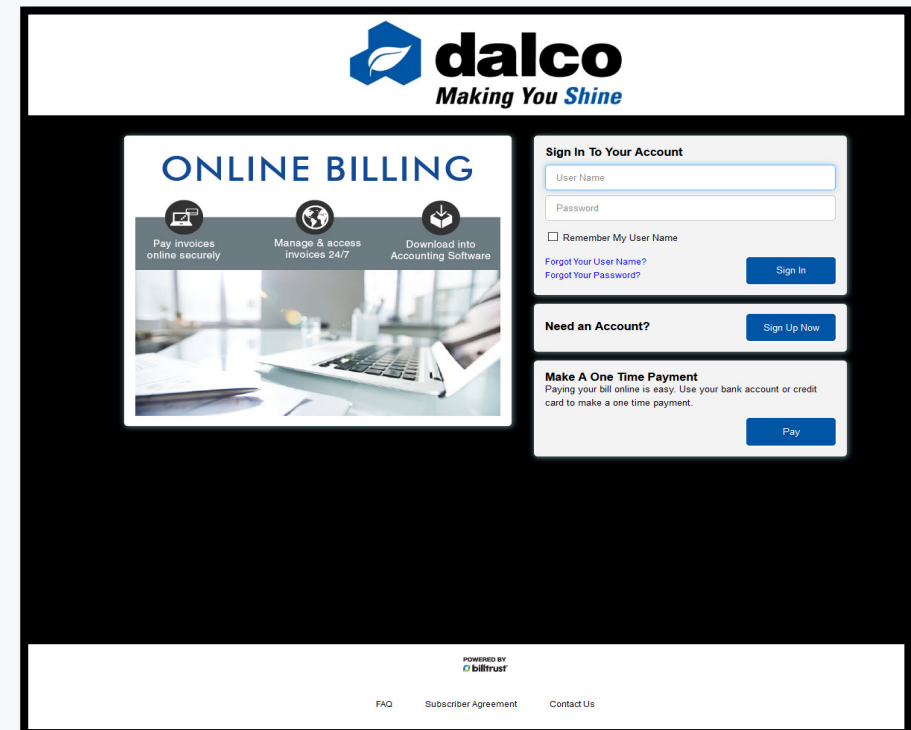 dalco
Making You Shine
ONLINE BILLING
Pay invoices
online securely
Manage & access
invoices 24/7
Download into
Accounting Software
Sign In To Your Account
User Name
Password
Remember My User Name
Forgot Your User Name?
Forgot Your Password?
Sign In
Need an Account?
Sign Up Now
Make A One Time Payment
Paying your bill online is easy. Use your bank account or credit
card to make a one time payment.
Pay
POWERED BY
billtrust
FAQ
Subscriber Agreement
Contact Us